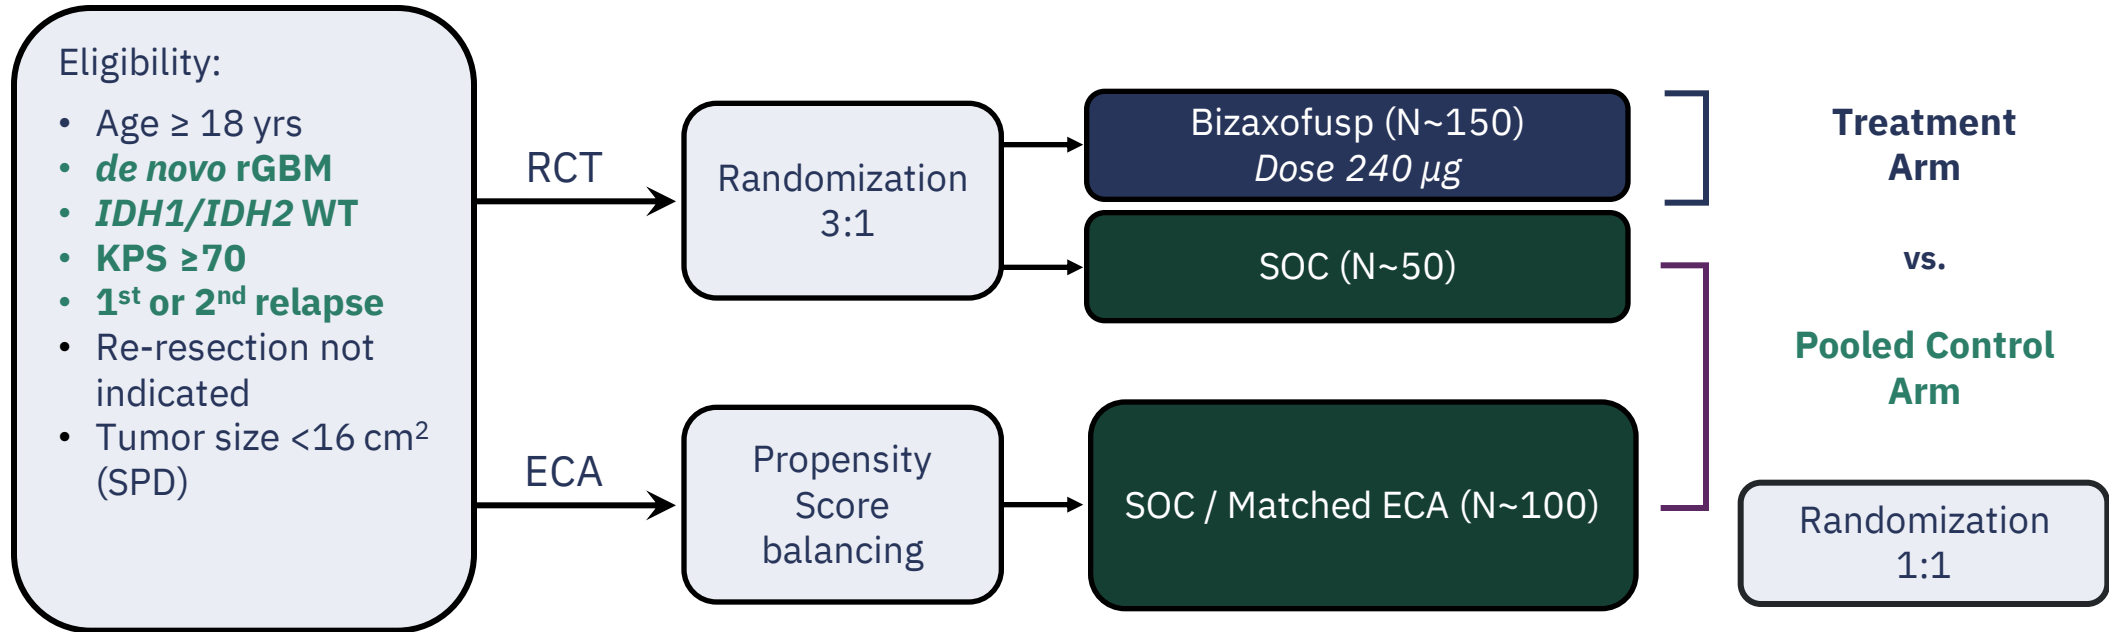 Eligibility:
• Age ≥ 18 yrs
• de novo rGBM
• IDH1/IDH2 WT
• KPS ≥70
• 1st or 2nd relapse
• Re-resection not
indicated
• Tumor size <16 cm2
(SPD)
RCT
ECA
Randomization
3:1
Propensity
Score
balancing
Bizaxofusp (N~150)
Dose 240 µg
SOC (N~50)
SOC / Matched ECA (N~100)
Treatment
Arm
vs.
Pooled Control
Arm
Randomization
1:1